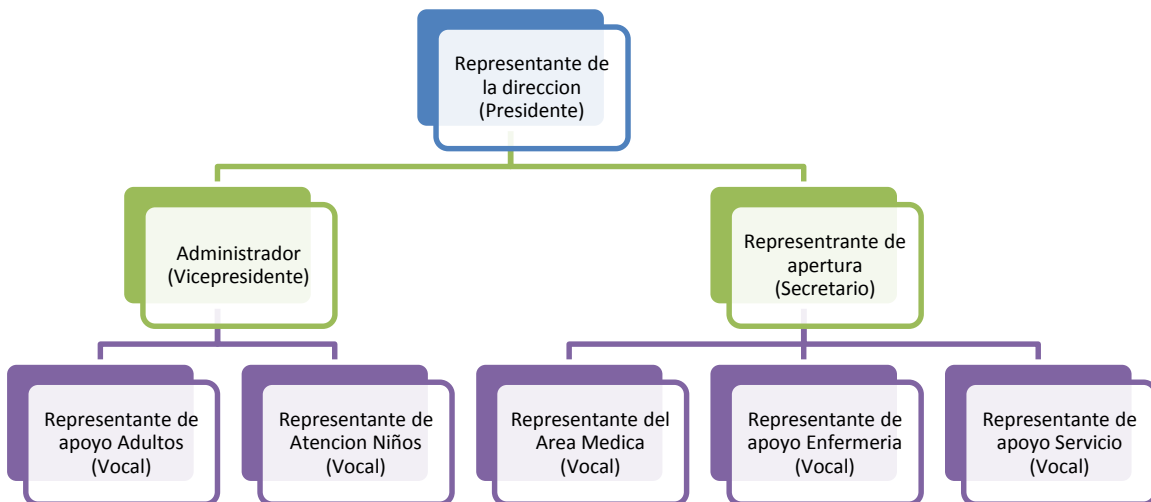 Representante de
la direccion
(Presidente)
Administrador
(Vicepresidente)
Representrante de
apertura
(Secretario)
Representante de
apoyo Adultos
(Vocal)
Representante de
Atencion Niños
(Vocal)
Representante del
Area Medica
(Vocal)
Representante de
apoyo Enfermeria
(Vocal)
Representante de
apoyo Servicio
(Vocal)